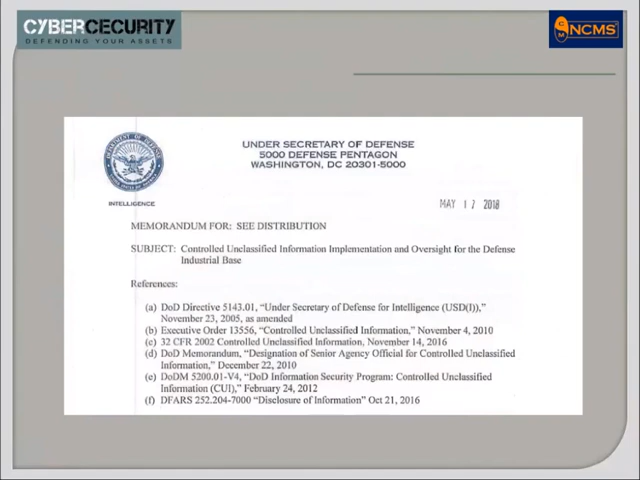 CYBERCECURITY
DEFENDING YOUR ASSETS
NCMS
UNDER SECRETARY OF DEFENSE
5000 DEFENSE PENTAGON
WASHINGTON, DC 20301-5000
INTELLIGENCE
MAY 17 2018
MEMORANDUM FOR: SEE DISTRIBUTION
SUBJECT: Controlled Unclassified Information Implementation and Oversight for the Defense
Industrial Base
References:
(a) DoD Directive 5143.01, “Under Secretary of Defense for Intelligence (USD(I)),”
November 23, 2005, as amended
(b) Executive Order 13556, “Controlled Unclassified Information,” November 4, 2010
(c) 32 CFR 2002 Controlled Unclassified Information, November 14, 2016
(d) DoD Memorandum, “Designation of Senior Agency Official for Controlled Unclassified
Information,” December 22, 2010
(e) DoDM 5200.01-V4, “DoD Information Security Program: Controlled Unclassified
Information (CUI),” February 24, 2012
(f) DFARS 252.204-7000 “Disclosure of Information” Oct 21, 2016